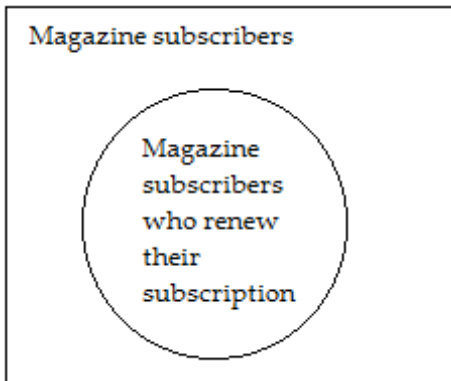 Magazine subscribers
Magazine
subscribers
who renew
their
subscription